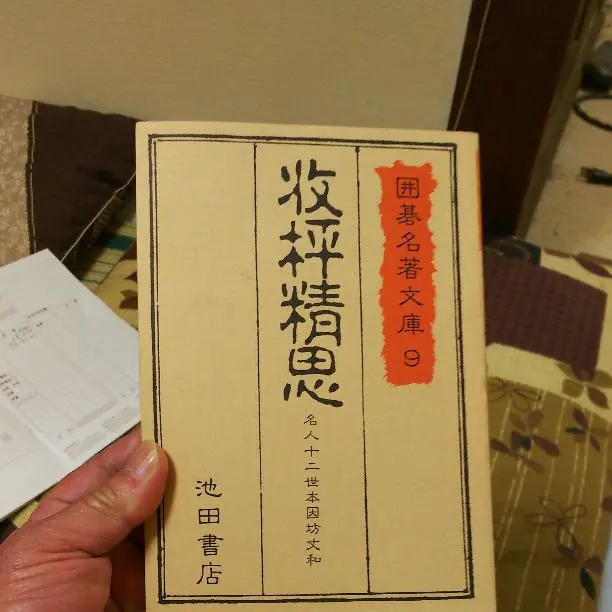 囲碁名著文庫9
收枰精思
名人十二世本因坊丈和
池田書店